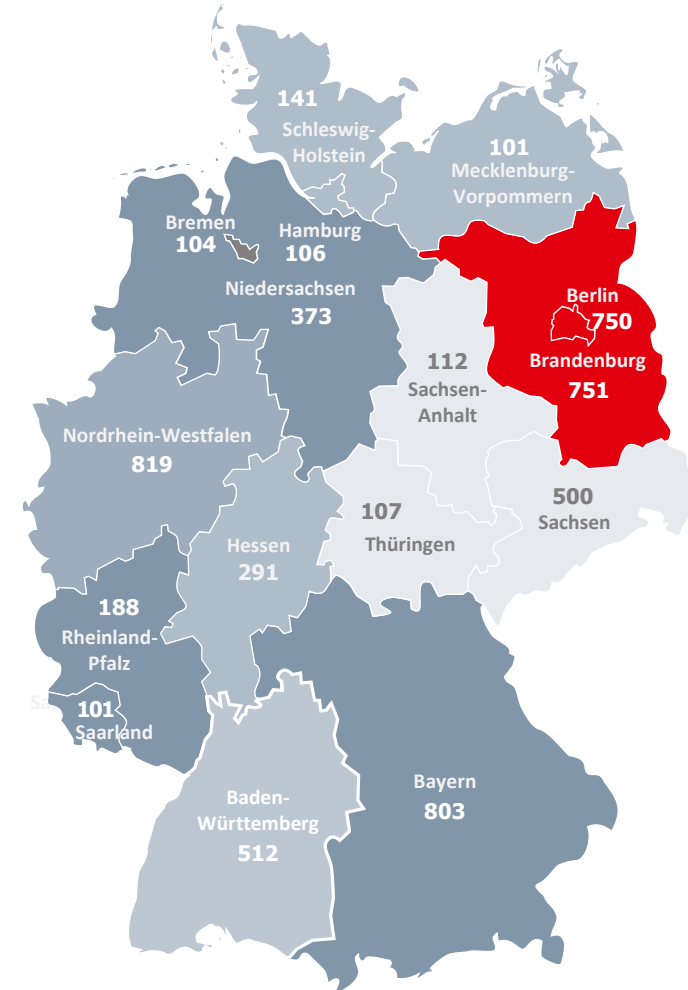 141
Schleswig-
Holstein
101
Mecklenburg-
Vorpommern
Bremen
104
Hamburg
106
Niedersachsen
373
Berlin
750
Brandenburg
751
112
Sachsen-
Anhalt
Nordrhein-Westfalen
819
500
Sachsen
107
Thüringen
Hessen
291
188
Rheinland-
Pfalz
101
Saarland
Bayern
803
Baden-
Württemberg
512